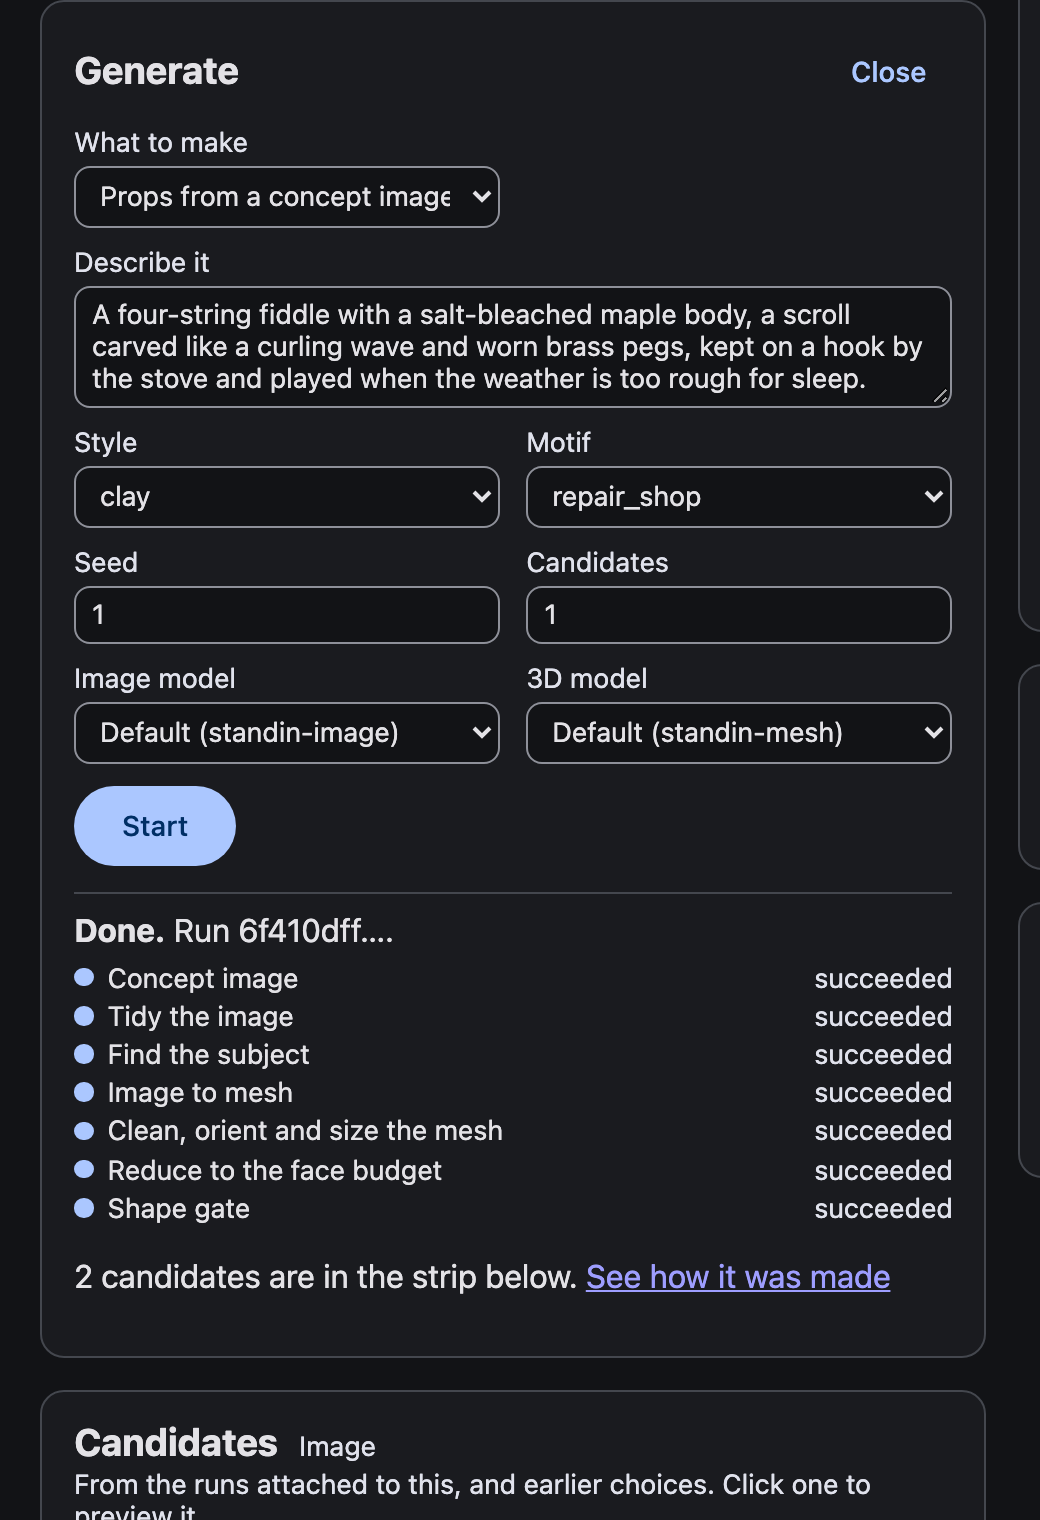 Generate
Close
What to make
Props from a concept image
Describe it
A four-string fiddle with a salt-bleached maple body, a scroll
carved like a curling wave and worn brass pegs, kept on a hook by
the stove and played when the weather is too rough for sleep.
Style
Motif
clay
repair_shop
Seed
Candidates
1
1
Image model
3D model
Default (standin-image)
Default (standin-mesh)
Start
Done. Run 6f410dff....
Concept image succeeded
Tidy the image succeeded
Find the subject succeeded
Image to mesh succeeded
Clean, orient and size the mesh succeeded
Reduce to the face budget succeeded
Shape gate succeeded
2 candidates are in the strip below. See how it was made
Candidates Image
From the runs attached to this, and earlier choices. Click one to
preview it